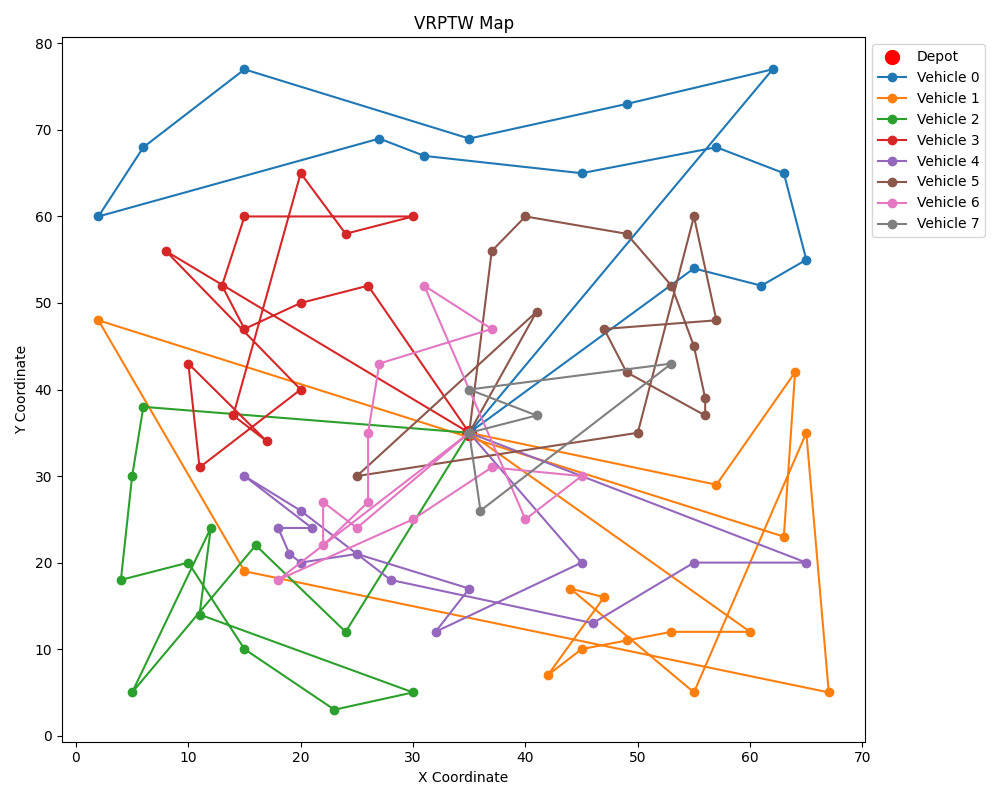 VRPTW Map
80
70
60
50
40
30
20
10
0
Y Coordinate
0 10 20 30 40 50 60 70
X Coordinate
Depot
Vehicle 0
Vehicle 1
Vehicle 2
Vehicle 3
Vehicle 4
Vehicle 5
Vehicle 6
Vehicle 7